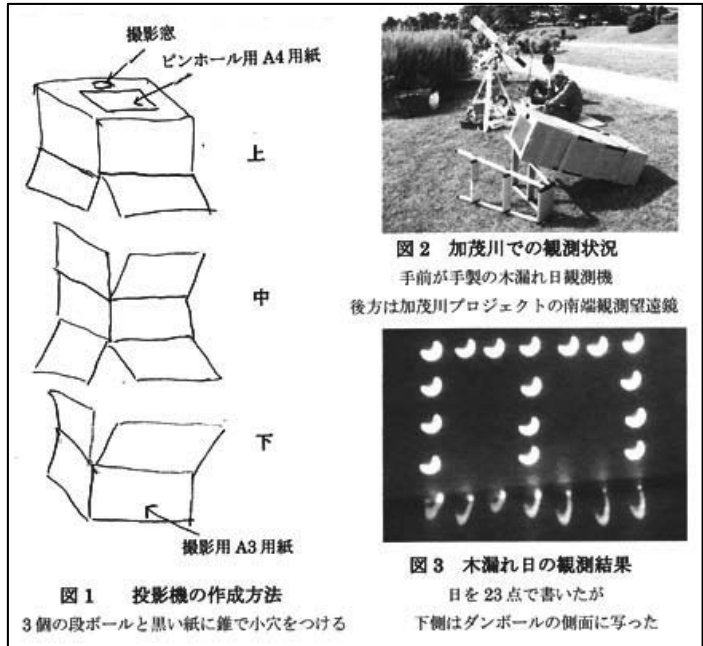 撮影窓
ピンホール用 A4 用紙
上
中
下
撮影用 A3 用紙
図1 投影機の作成方法
3 個の段ボールと黒い紙に錐で小穴をつける
図2 加茂川での観測状況
手前が手製の木漏れ日観測機
後方は加茂川プロジェクトの南端観測望遠鏡
図3 木漏れ日の観測結果
日を 23 点で書いたが
下側はダンボールの側面に写った